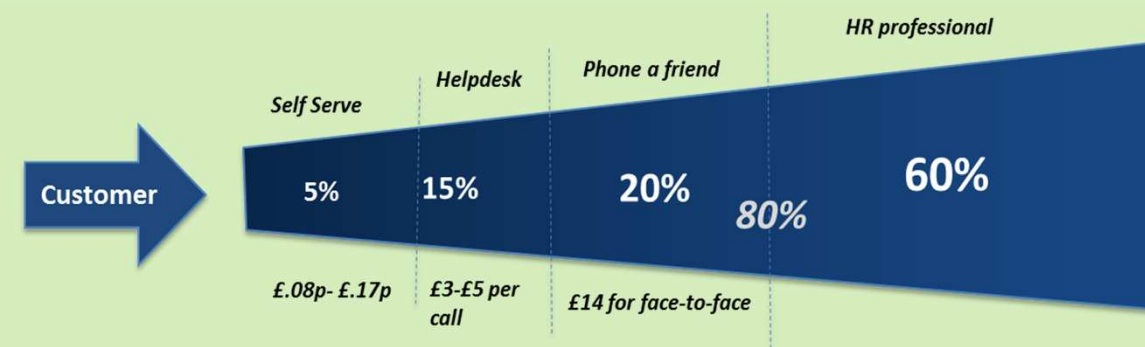 HR professional
Phone a friend
Helpdesk
Self Serve
Customer
5%
15%
20%
80%
60%
£.08p- £.17p
£3-£5 per
call
£14 for face-to-face